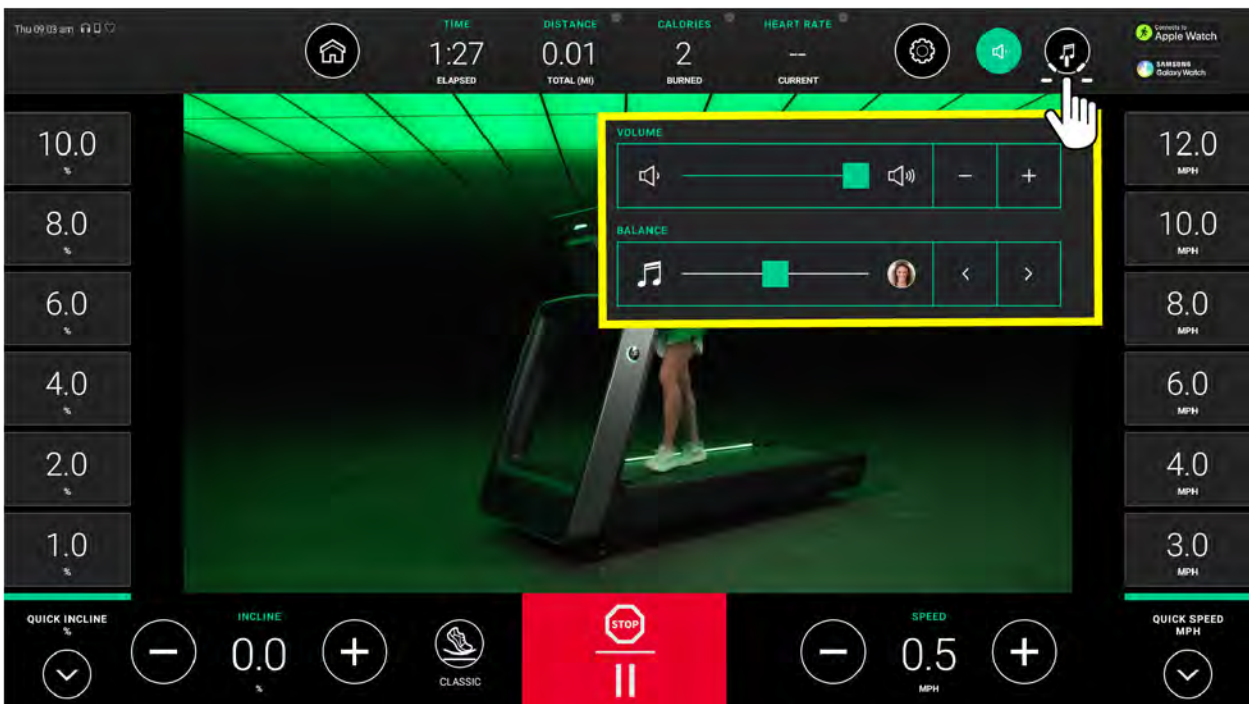 Thu 09:03 am
TIME
1:27
ELAPSED
DISTANCE
0.01
TOTAL (MI)
CALORIES
2
BURNED
HEART RATE
--
CURRENT
Connects to
Apple Watch
SAMSUNG
Galaxy Watch
10.0
%
8.0
%
6.0
%
4.0
%
2.0
%
1.0
%
VOLUME
− +
BALANCE
< >
12.0
MPH
10.0
MPH
8.0
MPH
6.0
MPH
4.0
MPH
3.0
MPH
QUICK INCLINE
%
INCLINE
0.0
%
CLASSIC
STOP
SPEED
0.5
MPH
QUICK SPEED
MPH